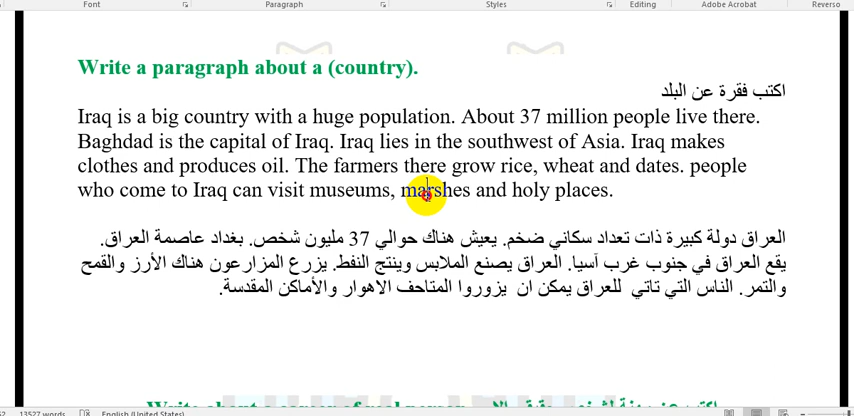 Font Paragraph Styles Editing Adobe Acrobat Reverso
Write a paragraph about a (country).
اكتب فقرة عن البلد
Iraq is a big country with a huge population. About 37 million people live there.
Baghdad is the capital of Iraq. Iraq lies in the southwest of Asia. Iraq makes
clothes and produces oil. The farmers there grow rice, wheat and dates. people
who come to Iraq can visit museums, marshes and holy places.
العراق دولة كبيرة ذات تعداد سكاني ضخم. يعيش هناك حوالي 37 مليون شخص. بغداد عاصمة العراق.
يقع العراق في جنوب غرب آسيا. العراق يصنع الملابس وينتج النفط. يزرع المزارعون هناك الأرز والقمح
والتمر. الناس التي تاتي للعراق يمكن ان يزوروا المتاحف الاهوار والأماكن المقدسة.
13527 words English (United States)